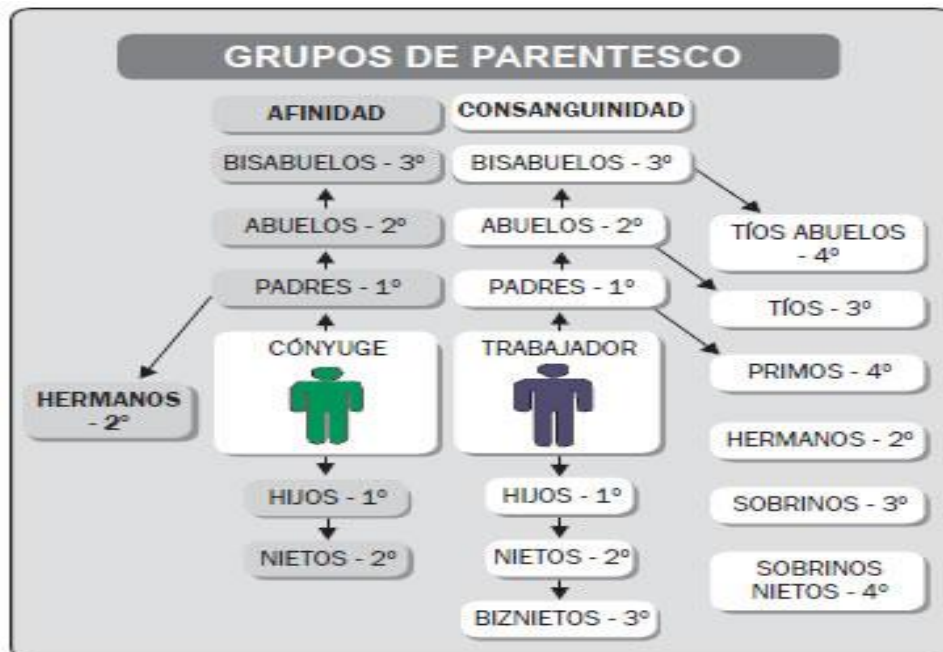 GRUPOS DE PARENTESCO
AFINIDAD
CONSANGUINIDAD
BISABUELOS - 3º
BISABUELOS - 3º
ABUELOS - 2º
ABUELOS - 2º
TÍOS ABUELOS
- 4º
PADRES - 1º
PADRES - 1º
TÍOS - 3º
CÓNYUGE
TRABAJADOR
PRIMOS - 4º
HERMANOS
- 2º
HERMANOS - 2º
HIJOS - 1º
HIJOS - 1º
SOBRINOS - 3º
NIETOS - 2º
NIETOS - 2º
SOBRINOS
NIETOS - 4º
BIZNIETOS - 3º